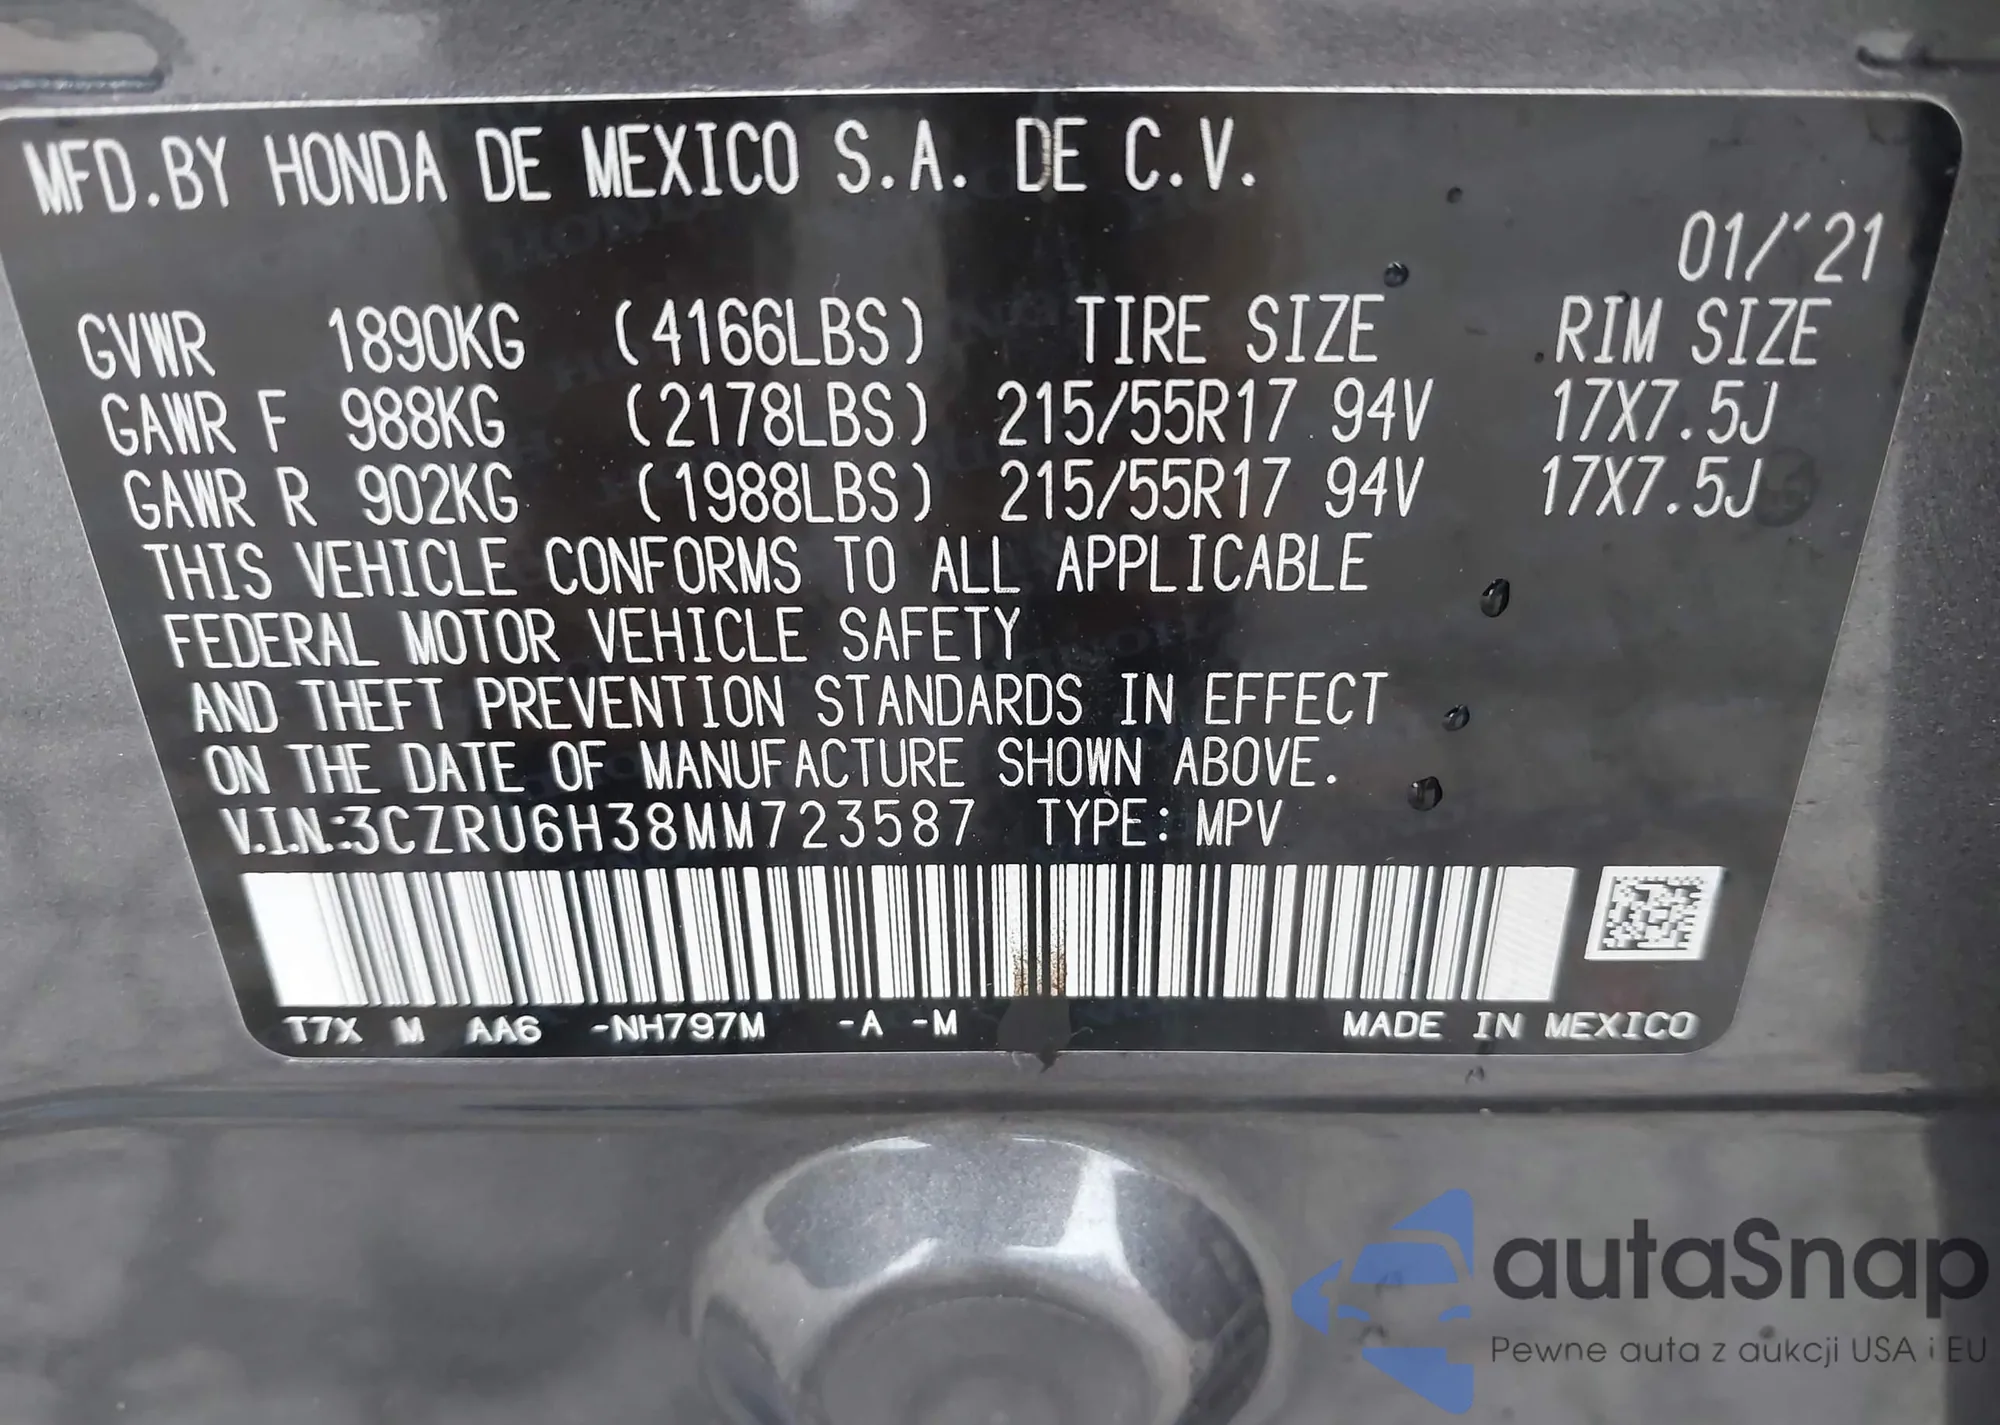 MFD.BY HONDA DE MEXICO S.A. DE C.V.
01/'21
GVWR 1890KG (4166LBS) TIRE SIZE RIM SIZE
GAWR F 988KG (2178LBS) 215/55R17 94V 17X7.5J
GAWR R 902KG (1988LBS) 215/55R17 94V 17X7.5J
THIS VEHICLE CONFORMS TO ALL APPLICABLE
FEDERAL MOTOR VEHICLE SAFETY
AND THEFT PREVENTION STANDARDS IN EFFECT
ON THE DATE OF MANUFACTURE SHOWN ABOVE.
V.I.N.:3CZRU6H38MM723587 TYPE: MPV
T7X M AA6 -NH797M -A -M MADE IN MEXICO
autaSnap
Pewne auta z aukcji USA i EU